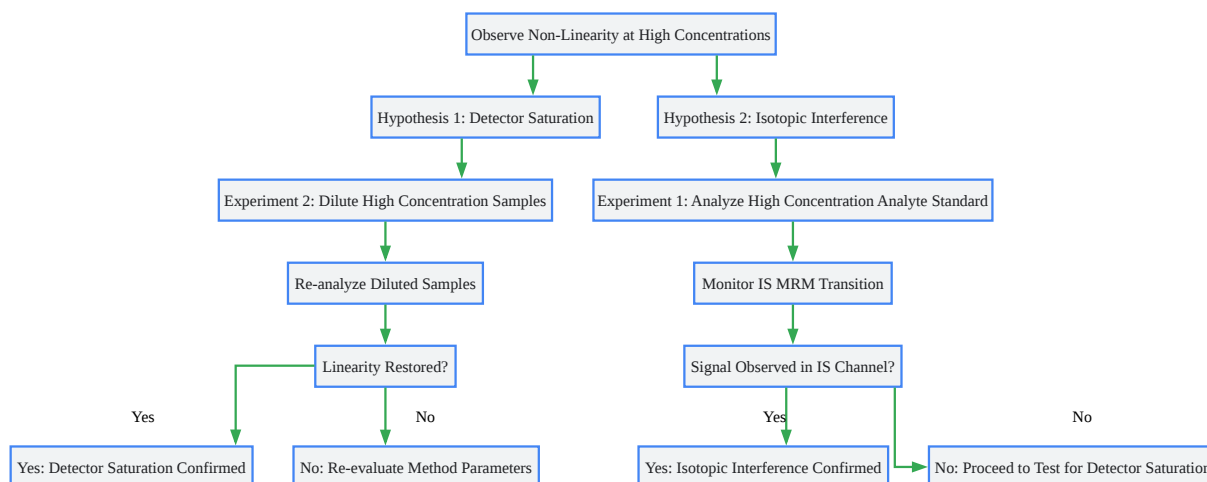 Observe Non-Linearity at High Concentrations
Hypothesis 1: Detector Saturation
Hypothesis 2: Isotopic Interference
Experiment 2: Dilute High Concentration Samples
Experiment 1: Analyze High Concentration Analyte Standard
Re-analyze Diluted Samples
Monitor IS MRM Transition
Linearity Restored?
Signal Observed in IS Channel?
Yes
No
Yes
No
Yes: Detector Saturation Confirmed
No: Re-evaluate Method Parameters
Yes: Isotopic Interference Confirmed
No: Proceed to Test for Detector Saturation